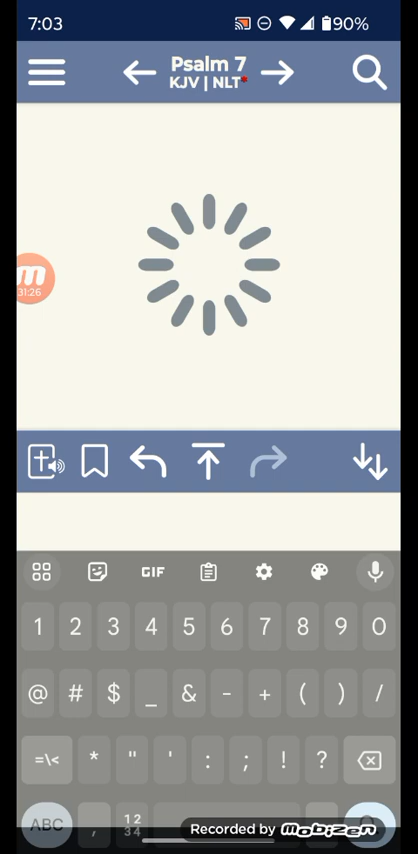 7:03
90%
Psalm 7
KJV | NLT*
m
31:26
GIF
1 2 3 4 5 6 7 8 9 0
@ # $ _ & - + ( ) /
=\< * " ' : ; ! ?
ABC , 12
34
Recorded by mobizen